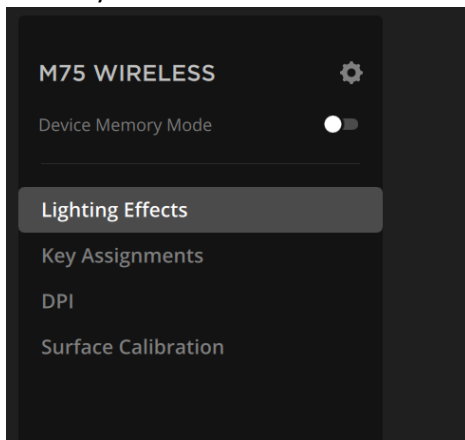 M75 WIRELESS
Device Memory Mode
Lighting Effects
Key Assignments
DPI
Surface Calibration